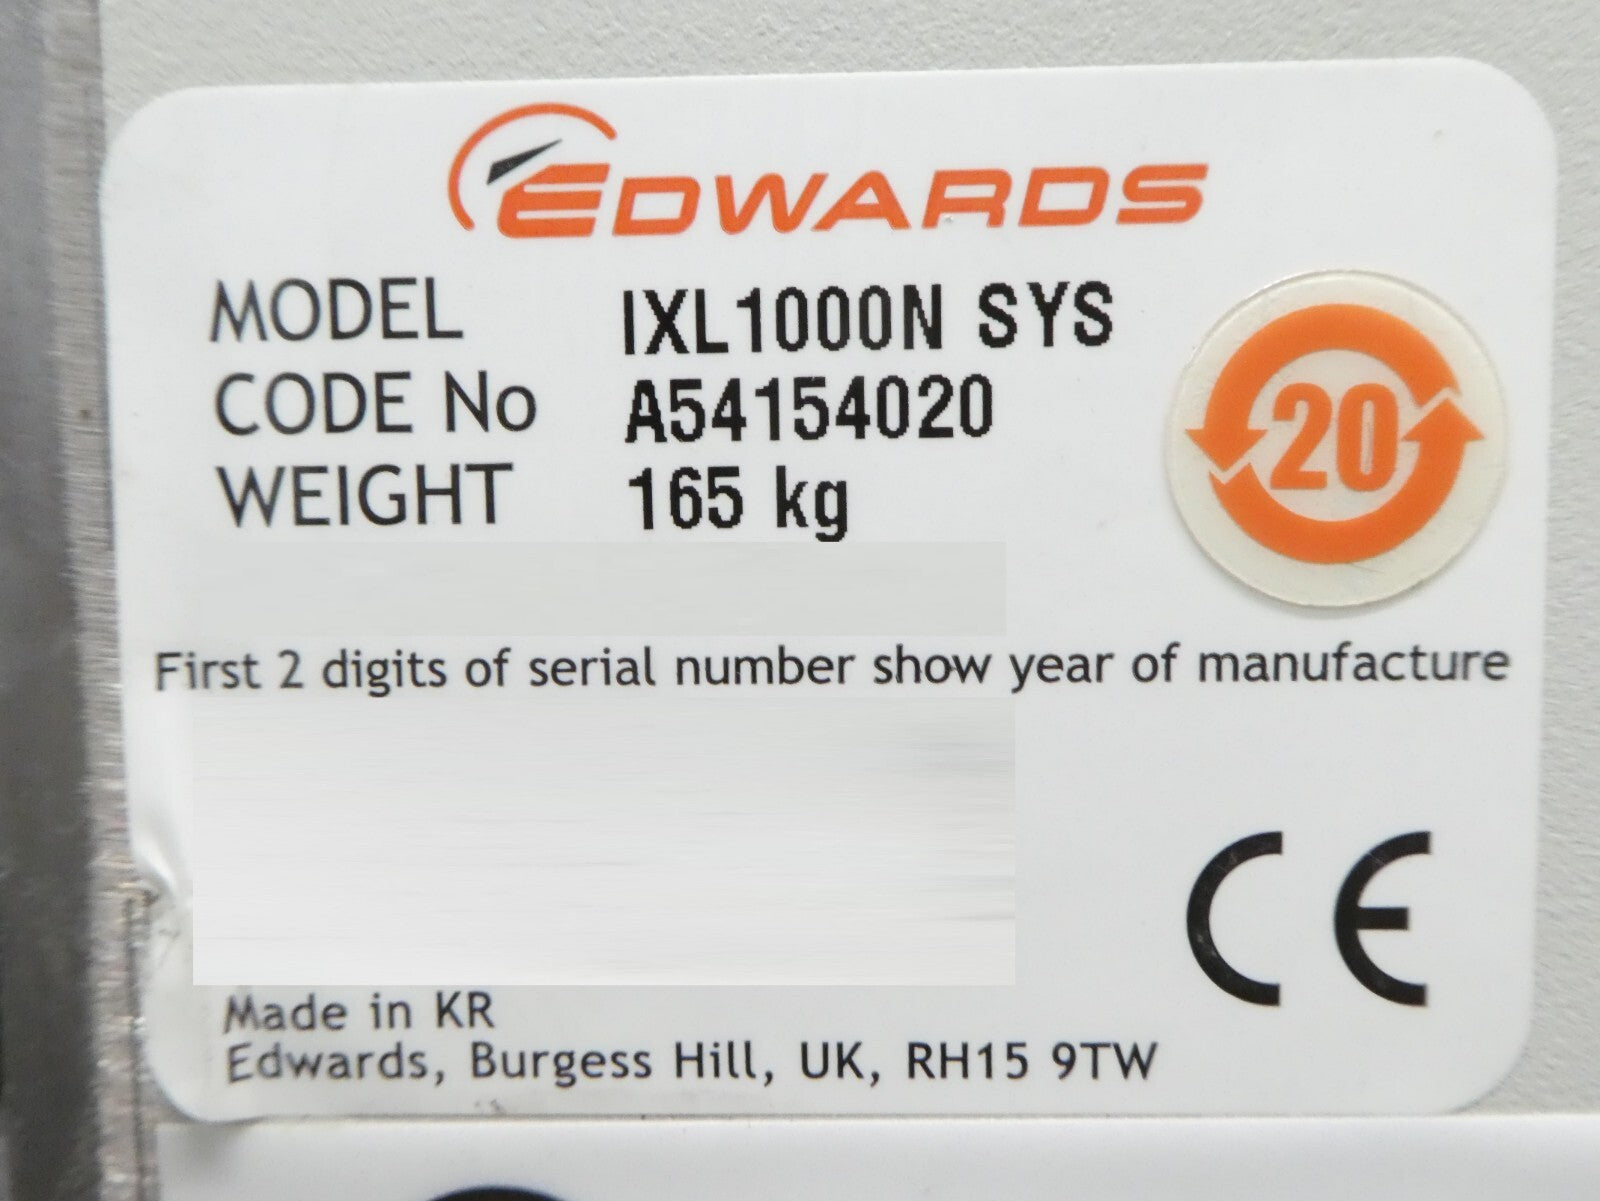 EDWARDS
MODEL IXL1000N SYS
CODE No A54154020
WEIGHT 165 kg
20
First 2 digits of serial number show year of manufacture
CE
Made in KR
Edwards, Burgess Hill, UK, RH15 9TW